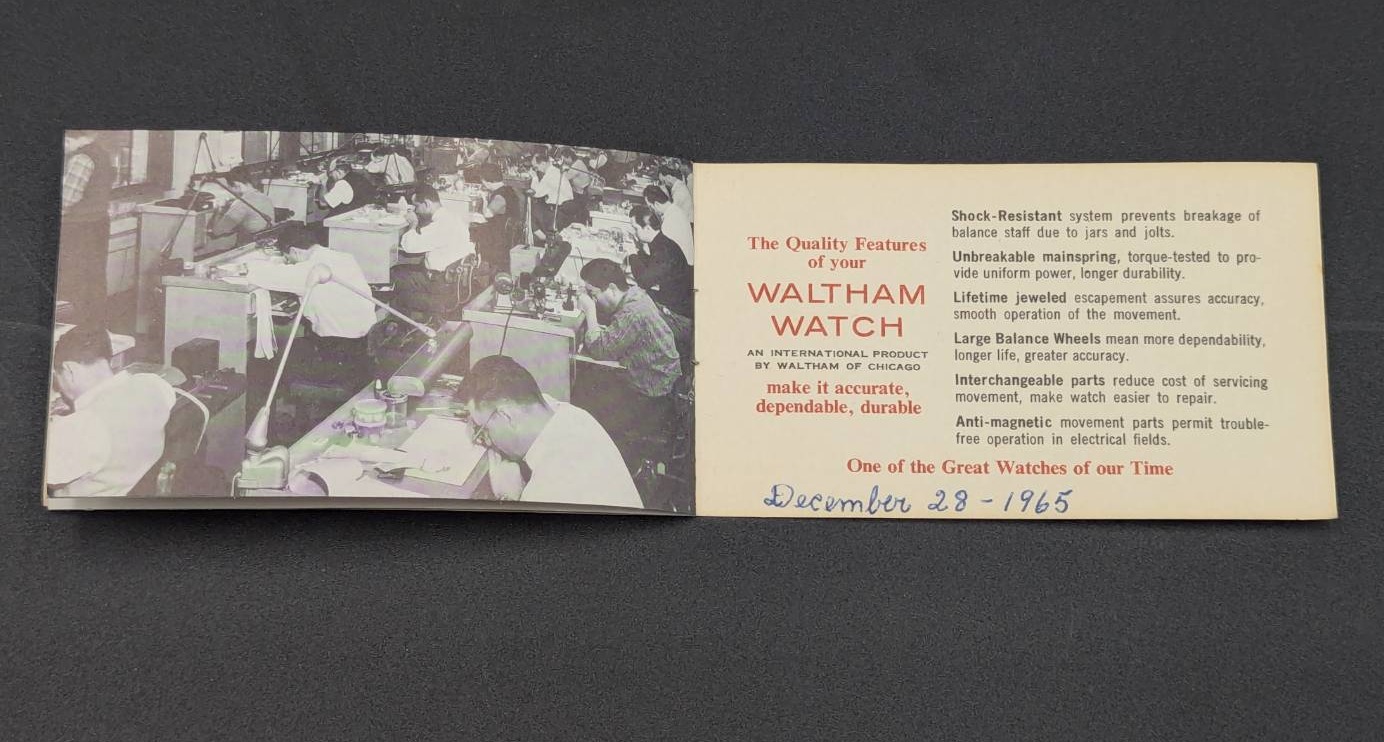 The Quality Features
of your
WALTHAM
WATCH
AN INTERNATIONAL PRODUCT
BY WALTHAM OF CHICAGO
make it accurate,
dependable, durable
Shock-Resistant system prevents breakage of
balance staff due to jars and jolts.
Unbreakable mainspring, torque-tested to pro-
vide uniform power, longer durability.
Lifetime jeweled escapement assures accuracy,
smooth operation of the movement.
Large Balance Wheels mean more dependability,
longer life, greater accuracy.
Interchangeable parts reduce cost of servicing
movement, make watch easier to repair.
Anti-magnetic movement parts permit trouble-
free operation in electrical fields.
One of the Great Watches of our Time
December 28 - 1965